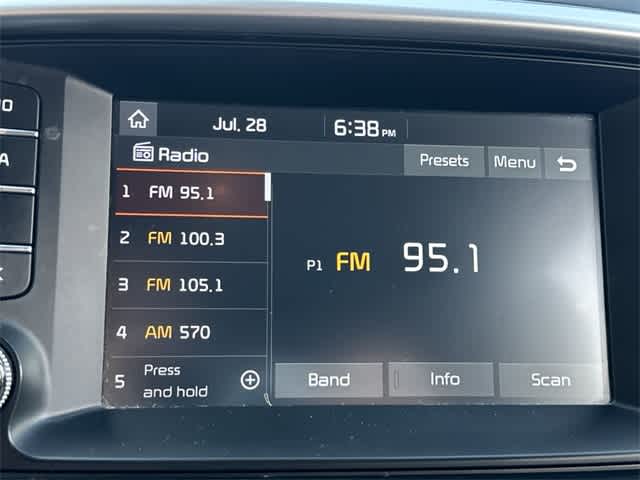 Jul. 28 6:38 PM
Radio Presets Menu
1 FM 95.1
2 FM 100.3
3 FM 105.1
4 AM 570
5 Press and hold
P1 FM 95.1
Band Info Scan